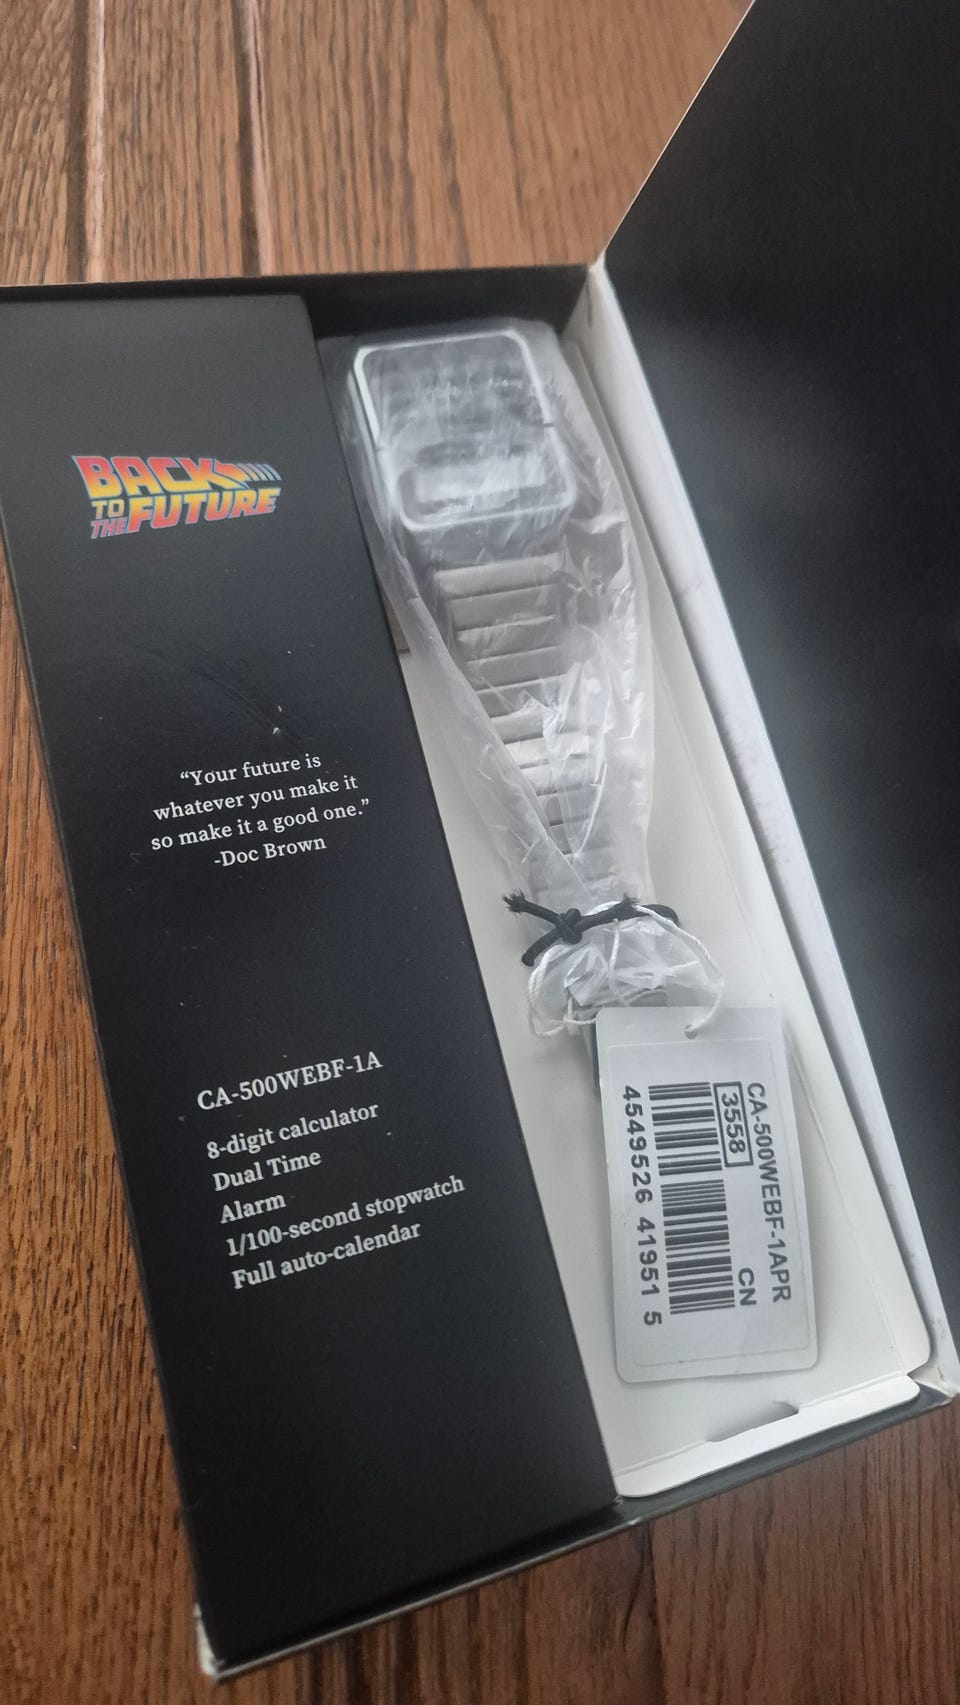 BACK
TO
THE FUTURE
“Your future is
whatever you make it
so make it a good one.”
-Doc Brown
CA-500WEBF-1A
8-digit calculator
Dual Time
Alarm
1/100-second stopwatch
Full auto-calendar
CA-500WEBF-1APR
3558 CN
4549526 41951 5